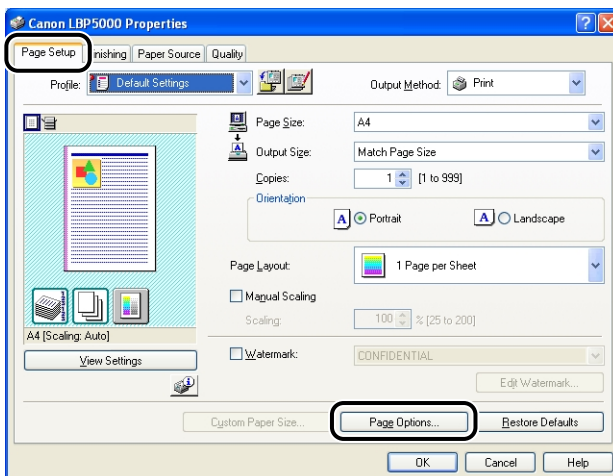 Canon LBP5000 Properties
Page Setup Finishing Paper Source Quality
Profile: Default Settings Output Method: Print
Page Size: A4
Output Size: Match Page Size
Copies: 1 [1 to 999]
Orientation
A Portrait A Landscape
Page Layout: 1 Page per Sheet
Manual Scaling
Scaling: 100 % [25 to 200]
A4 [Scaling: Auto]
View Settings
Watermark: CONFIDENTIAL
Edit Watermark...
Custom Paper Size... Page Options... Restore Defaults
OK Cancel Help